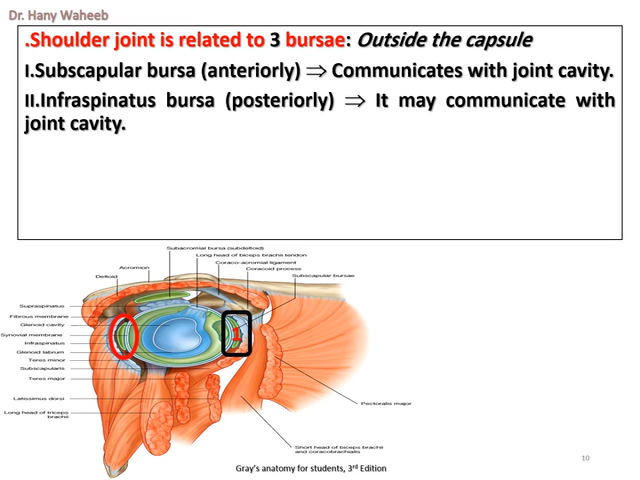 Dr. Hany Waheeb
.Shoulder joint is related to 3 bursae: Outside the capsule
I.Subscapular bursa (anteriorly) ⇒ Communicates with joint cavity.
II.Infraspinatus bursa (posteriorly) ⇒ It may communicate with
joint cavity.
Subacromial bursa (subdeltoid)
Long head of biceps brachii tendon
Coraco-acromial ligament
Acromion
Coracoid process
Deltoid
Subscapular bursae
Supraspinatus
Fibrous membrane
Glenoid cavity
Synovial membrane
Infraspinatus
Glenoid labrum
Teres minor
Subscapularis
Teres major
Latissimus dorsi
Pectoralis major
Long head of triceps
brachii
Short head of biceps brachii
and coracobrachialis
10
Gray's anatomy for students, 3rd Edition